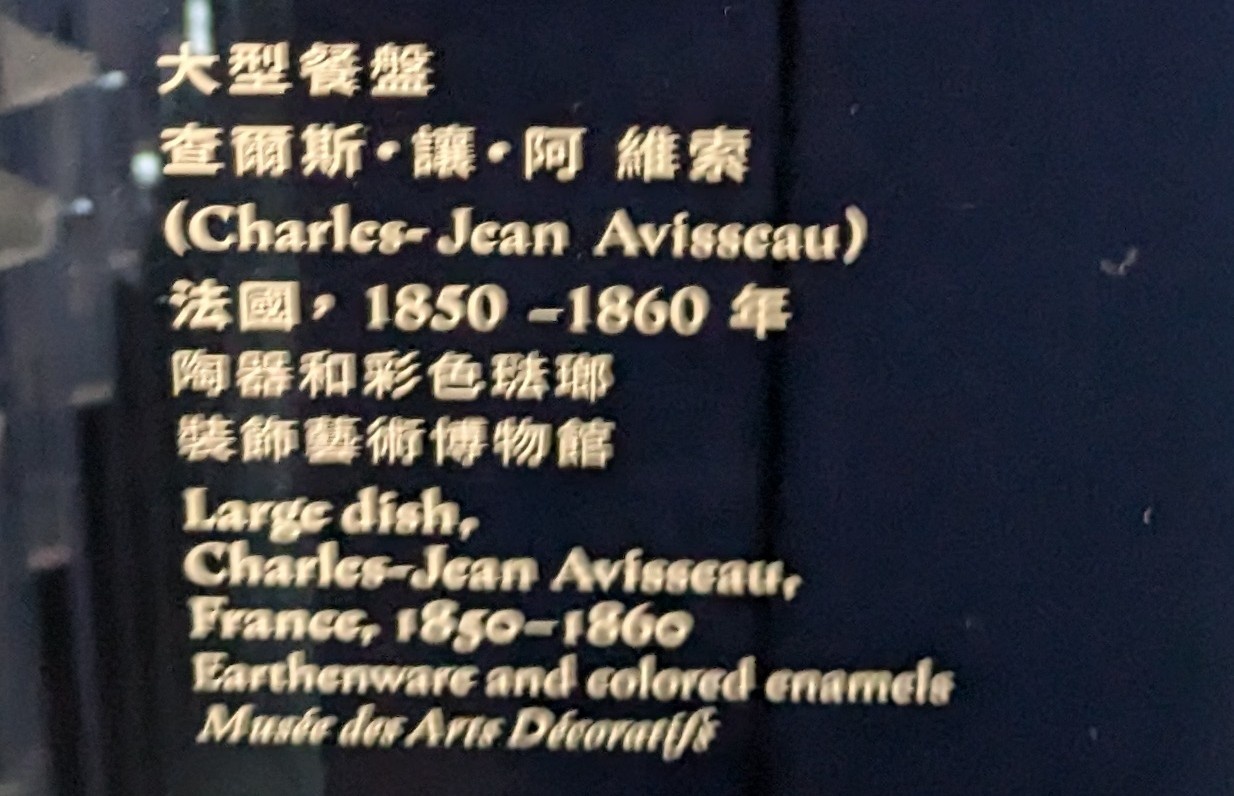 大型餐盤
查爾斯·讓·阿 維索
(Charles-Jean Avisseau)
法國，1850 –1860 年
陶器和彩色琺瑯
裝飾藝術博物館
Large dish,
Charles-Jean Avisseau,
France, 1850–1860
Earthenware and colored enamels
Musée des Arts Décoratifs